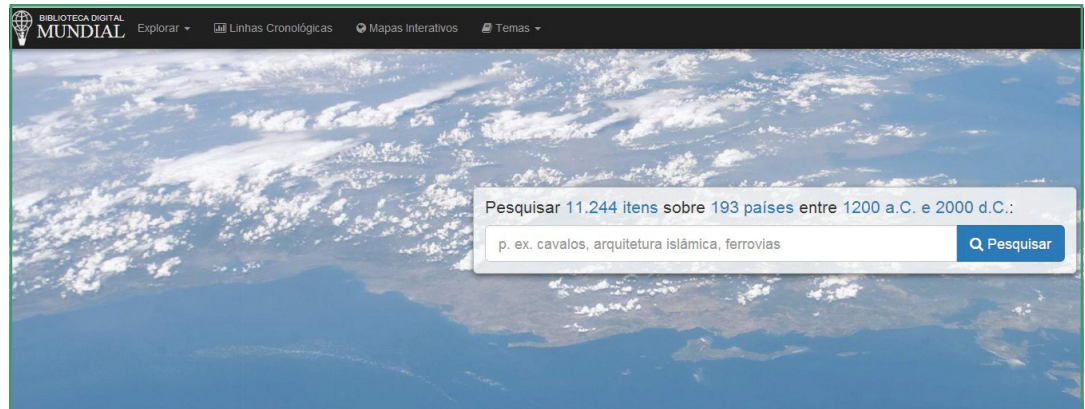 BIBLIOTECA DIGITAL
MUNDIAL Explorar Linhas Cronológicas Mapas Interativos Temas
Pesquisar 11.244 itens sobre 193 países entre 1200 a.C. e 2000 d.C.:
p. ex. cavalos, arquitetura islâmica, ferrovias Pesquisar